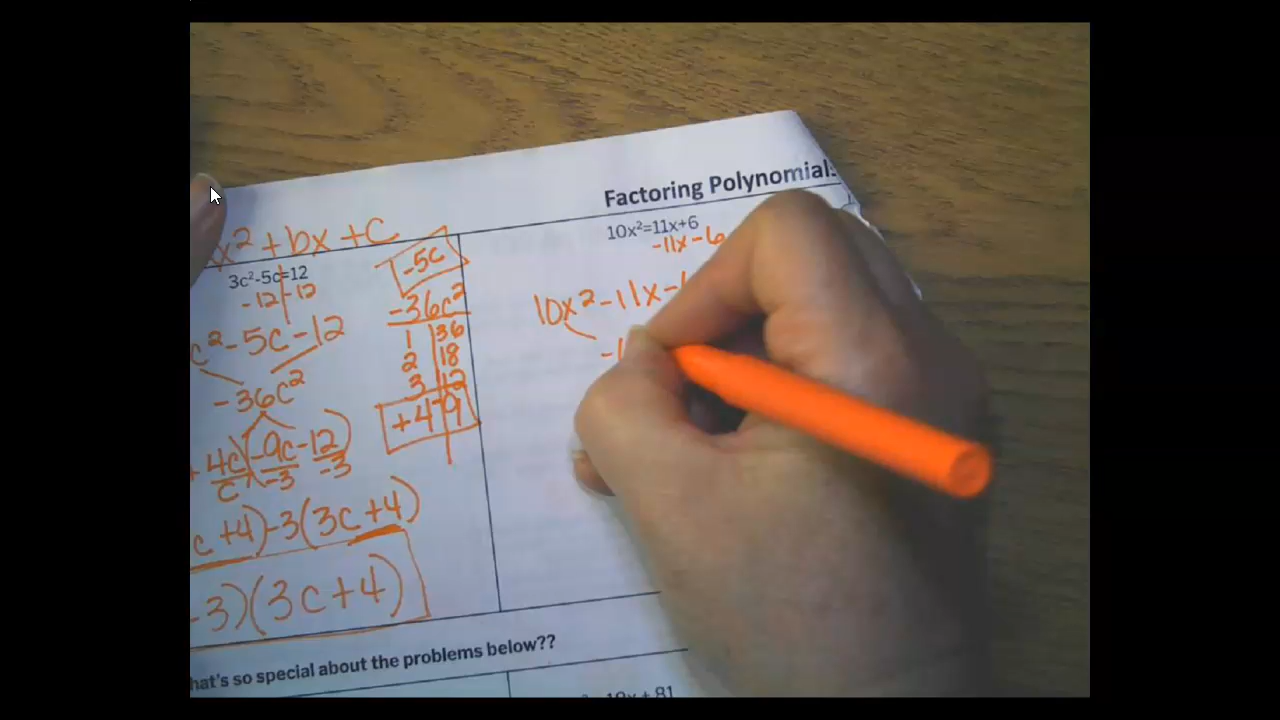 Factoring Polynomials
x² + bx + c
3c²-5c=12
-12 -12
c² - 5c - 12
-36c²
+ 4c - 9c - 12
c -3 -3
c + 4) - 3(3c + 4)
- 3)(3c + 4)
-5c
-36c²
1 36
2 18
3 12
+4 -9
10x²=11x+6
-11x - 6
10x² - 11x -
hat's so special about the problems below??